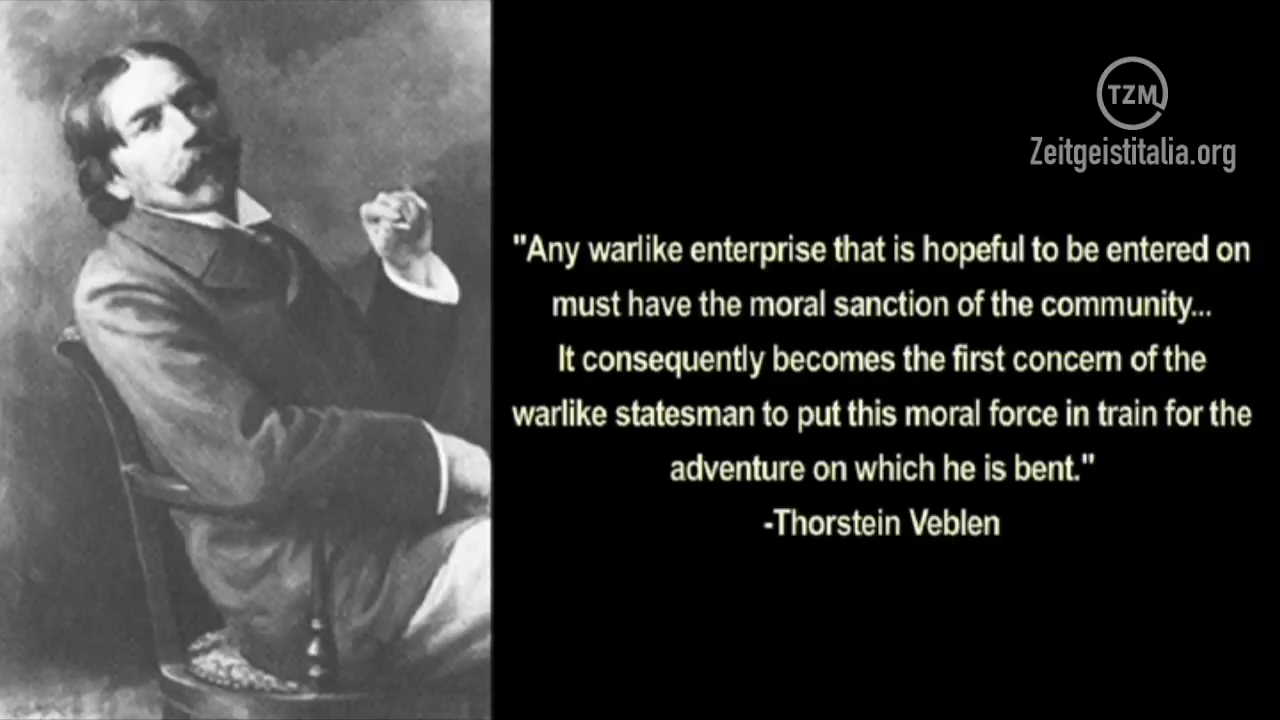 TZM
Zeitgeistitalia.org
"Any warlike enterprise that is hopeful to be entered on
must have the moral sanction of the community...
It consequently becomes the first concern of the
warlike statesman to put this moral force in train for the
adventure on which he is bent."
-Thorstein Veblen